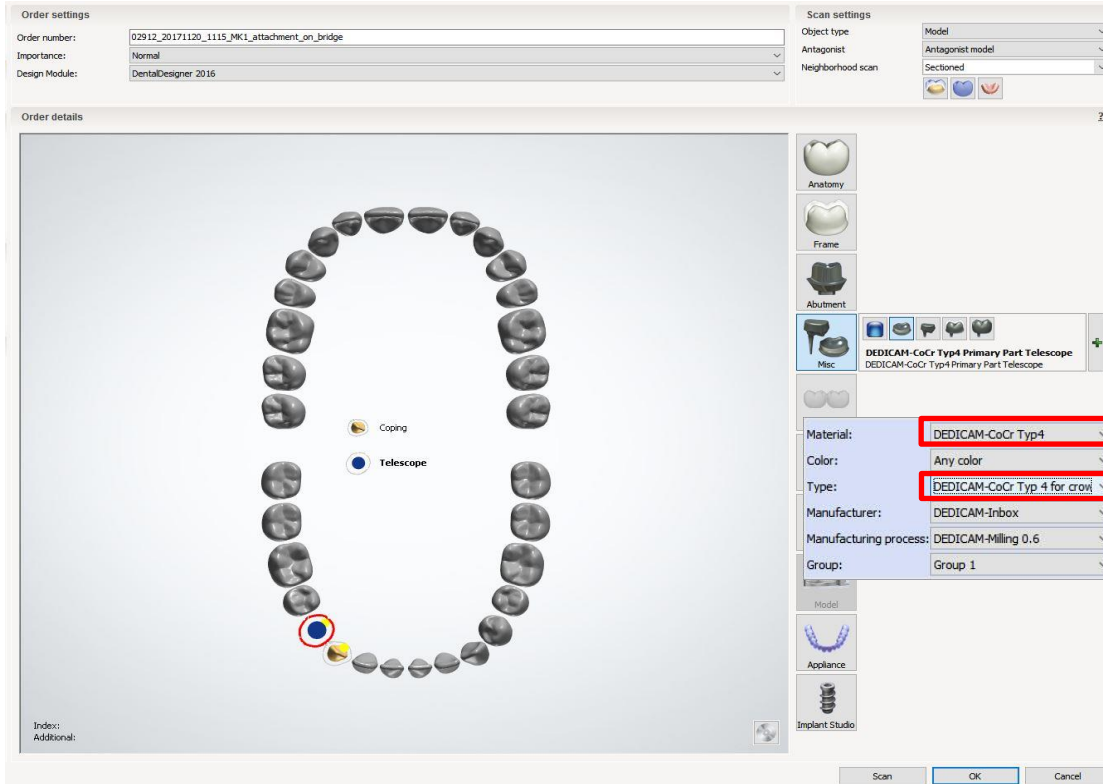 Order settings
Order number: 02912_20171120_1115_MK1_attachment_on_bridge
Importance: Normal
Design Module: DentalDesigner 2016
Scan settings
Object type Model
Antagonist Antagonist model
Neighborhood scan Sectioned
Order details
?
Coping
Telescope
Index:
Additional:
Anatomy
Frame
Abutment
Misc
DEDICAM-CoCr Typ4 Primary Part Telescope
DEDICAM-CoCr Typ4 Primary Part Telescope
Material: DEDICAM-CoCr Typ4
Color: Any color
Type: DEDICAM-CoCr Typ 4 for crow
Manufacturer: DEDICAM-Inbox
Manufacturing process: DEDICAM-Milling 0.6
Group: Group 1
Model
Appliance
Implant Studio
Scan OK Cancel